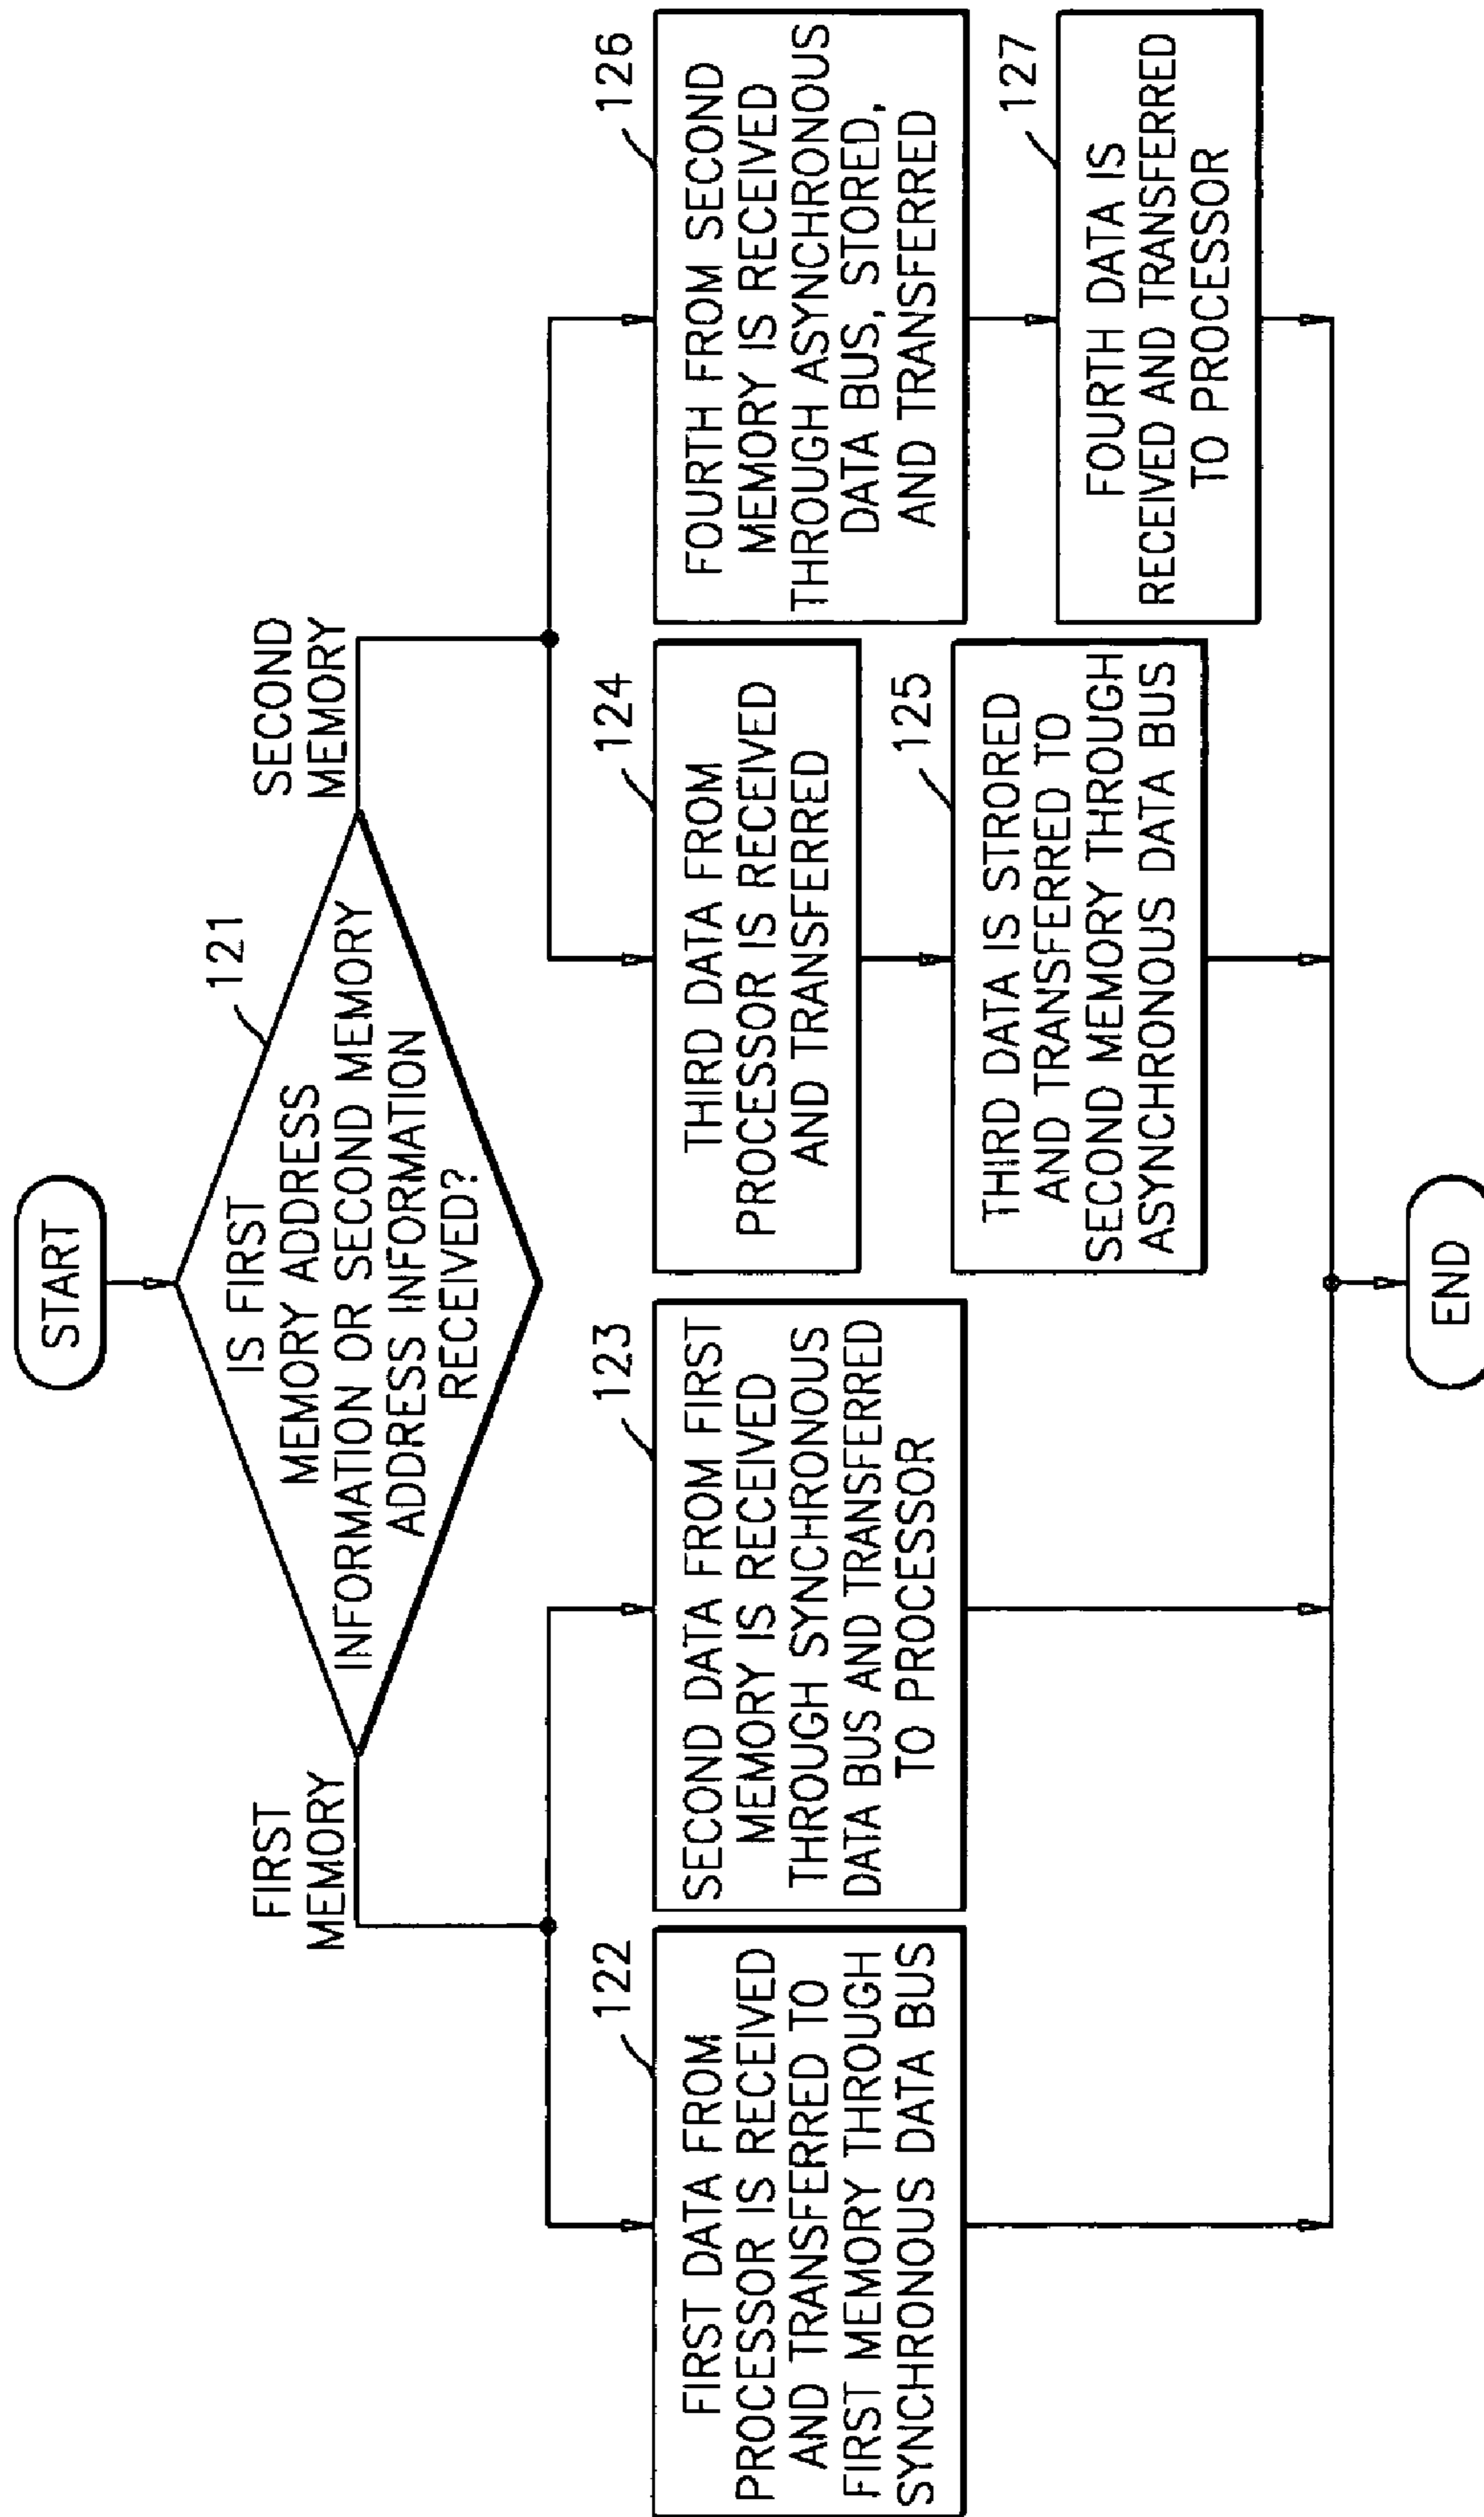 START
121
IS FIRST
MEMORY ADDRESS
INFORMATION OR SECOND MEMORY
ADDRESS INFORMATION
RECEIVED?
FIRST
MEMORY
SECOND
MEMORY
122
FIRST DATA FROM
PROCESSOR IS RECEIVED
AND TRANSFERRED TO
FIRST MEMORY THROUGH
SYNCHRONOUS DATA BUS
123
SECOND DATA FROM FIRST
MEMORY IS RECEIVED
THROUGH SYNCHRONOUS
DATA BUS AND TRANSFERRED
TO PROCESSOR
124
THIRD DATA FROM
PROCESSOR IS RECEIVED
AND TRANSFERRED
125
THIRD DATA IS STRORED
AND TRANSFERRED TO
SECOND MEMORY THROUGH
ASYNCHRONOUS DATA BUS
126
FOURTH FROM SECOND
MEMORY IS RECEIVED
THROUGH ASYNCHRONOUS
DATA BUS, STORED,
AND TRANSFERRED
127
FOURTH DATA IS
RECEIVED AND TRANSFERRED
TO PROCESSOR
END